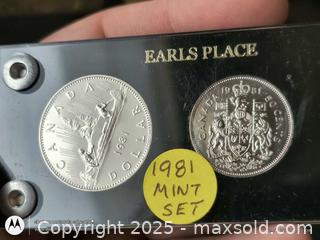 EARLS PLACE
CANADA
1981
DOLLAR
CANADA
1981
50 CENTS
1981
MINT
SET
Copyright 2025 - maxsold.com